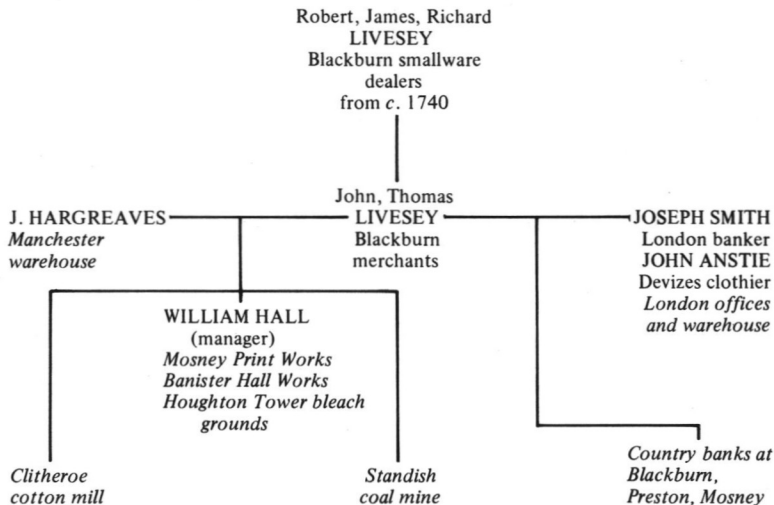 Robert, James, Richard
LIVESEY
Blackburn smallware
dealers
from c. 1740
J. HARGREAVES
Manchester
warehouse
John, Thomas
LIVESEY
Blackburn
merchants
JOSEPH SMITH
London banker
JOHN ANSTIE
Devizes clothier
London offices
and warehouse
WILLIAM HALL
(manager)
Mosney Print Works
Banister Hall Works
Houghton Tower bleach
grounds
Clitheroe
cotton mill
Standish
coal mine
Country banks at
Blackburn,
Preston, Mosney